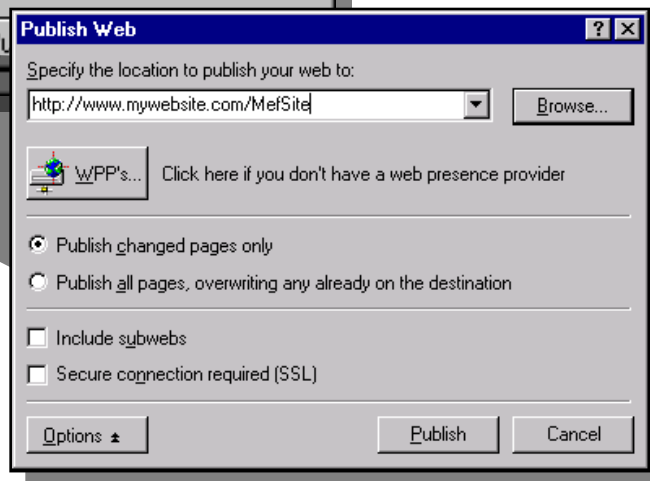 Publish Web
Specify the location to publish your web to:
http://www.mywebsite.com/MefSite
Browse...
WPP's...
Click here if you don't have a web presence provider
Publish changed pages only
Publish all pages, overwriting any already on the destination
Include subwebs
Secure connection required (SSL)
Options
Publish
Cancel